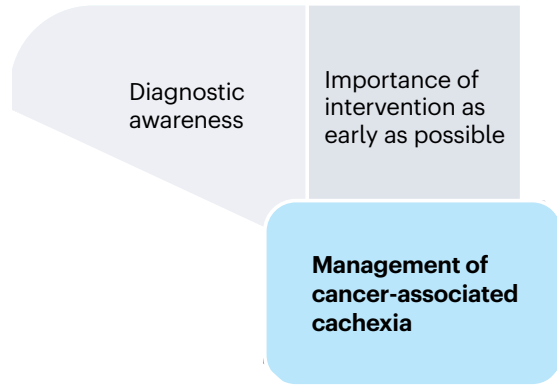 Diagnostic
awareness
Importance of
intervention as
early as possible
Management of
cancer-associated
cachexia